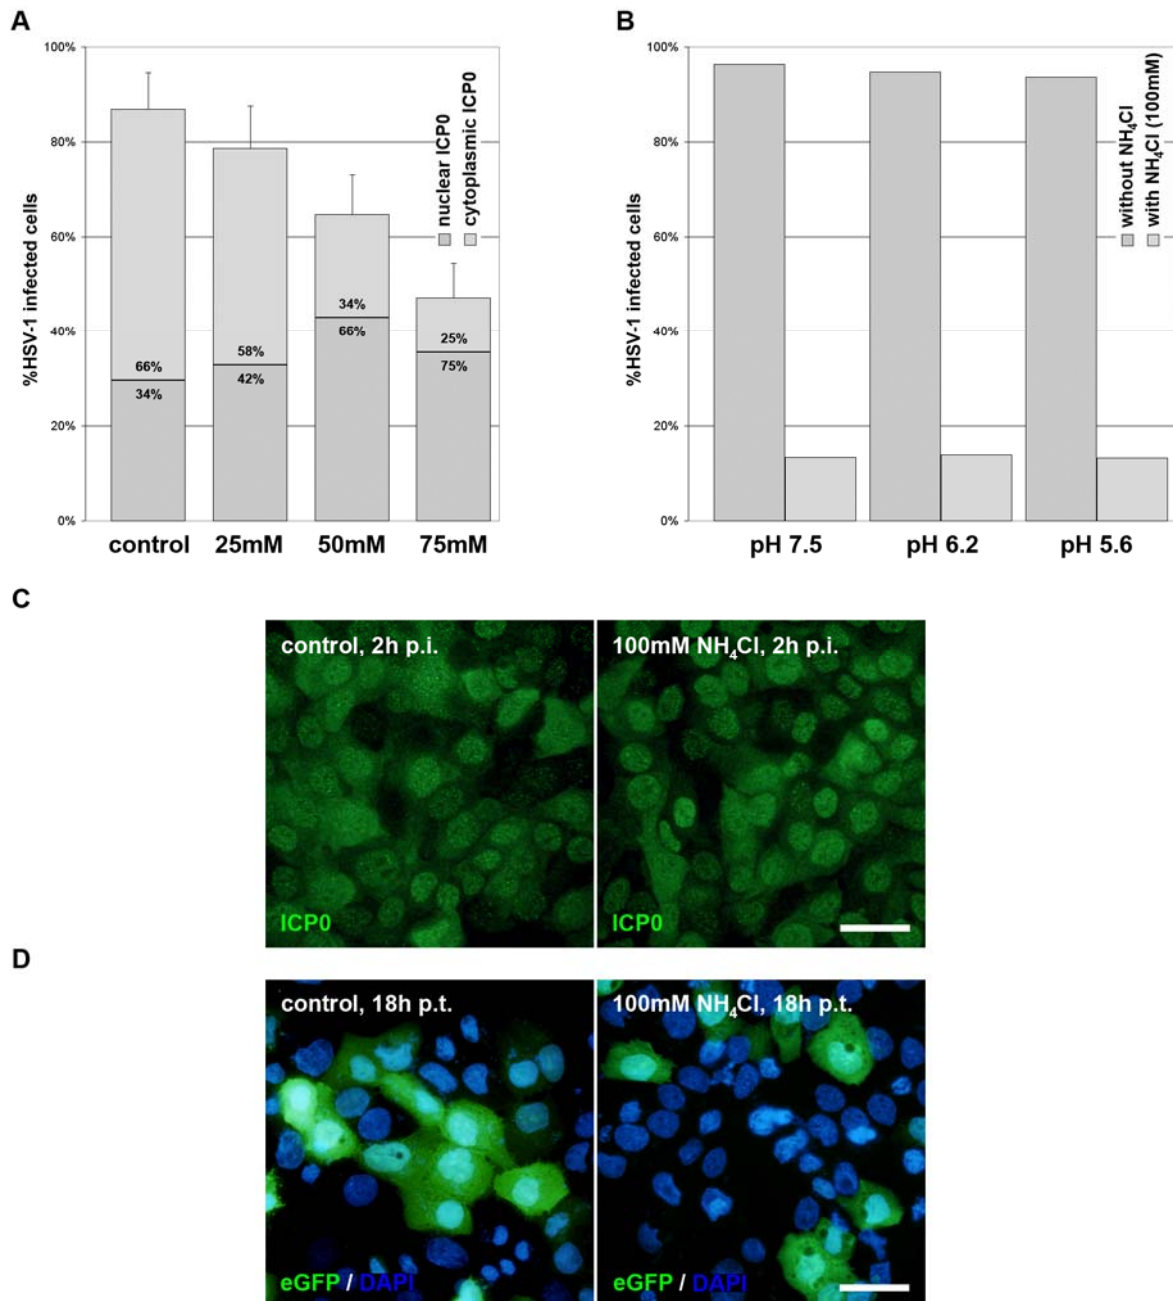 A
100%
80%
60%
40%
20%
0%
%HSV-1 infected cells
nuclear ICP0
cytoplasmic ICP0
66%
34%
58%
42%
34%
66%
25%
75%
control
25mM
50mM
75mM
B
100%
80%
60%
40%
20%
0%
%HSV-1 infected cells
without NH₄Cl
with NH₄Cl (100mM)
pH 7.5
pH 6.2
pH 5.6
C
control, 2h p.i.
100mM NH₄Cl, 2h p.i.
ICP0
ICP0
D
control, 18h p.t.
100mM NH₄Cl, 18h p.t.
eGFP / DAPI
eGFP / DAPI